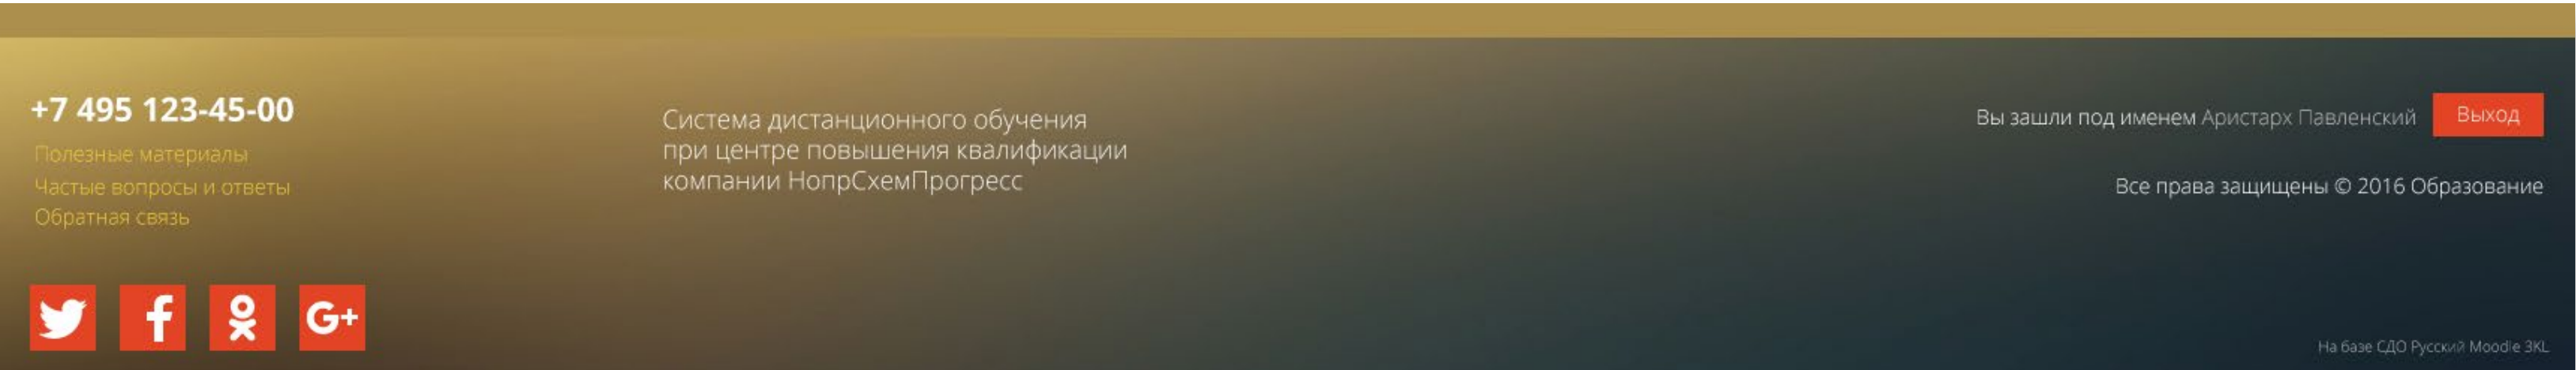 +7 495 123-45-00
Полезные материалы
Частые вопросы и ответы
Обратная связь
G+
Система дистанционного обучения
при центре повышения квалификации
компании НопрСхемПрогресс
Вы зашли под именем Аристарх Павленский Выход
Все права защищены © 2016 Образование
На базе СДО Русский Moodle 3KL